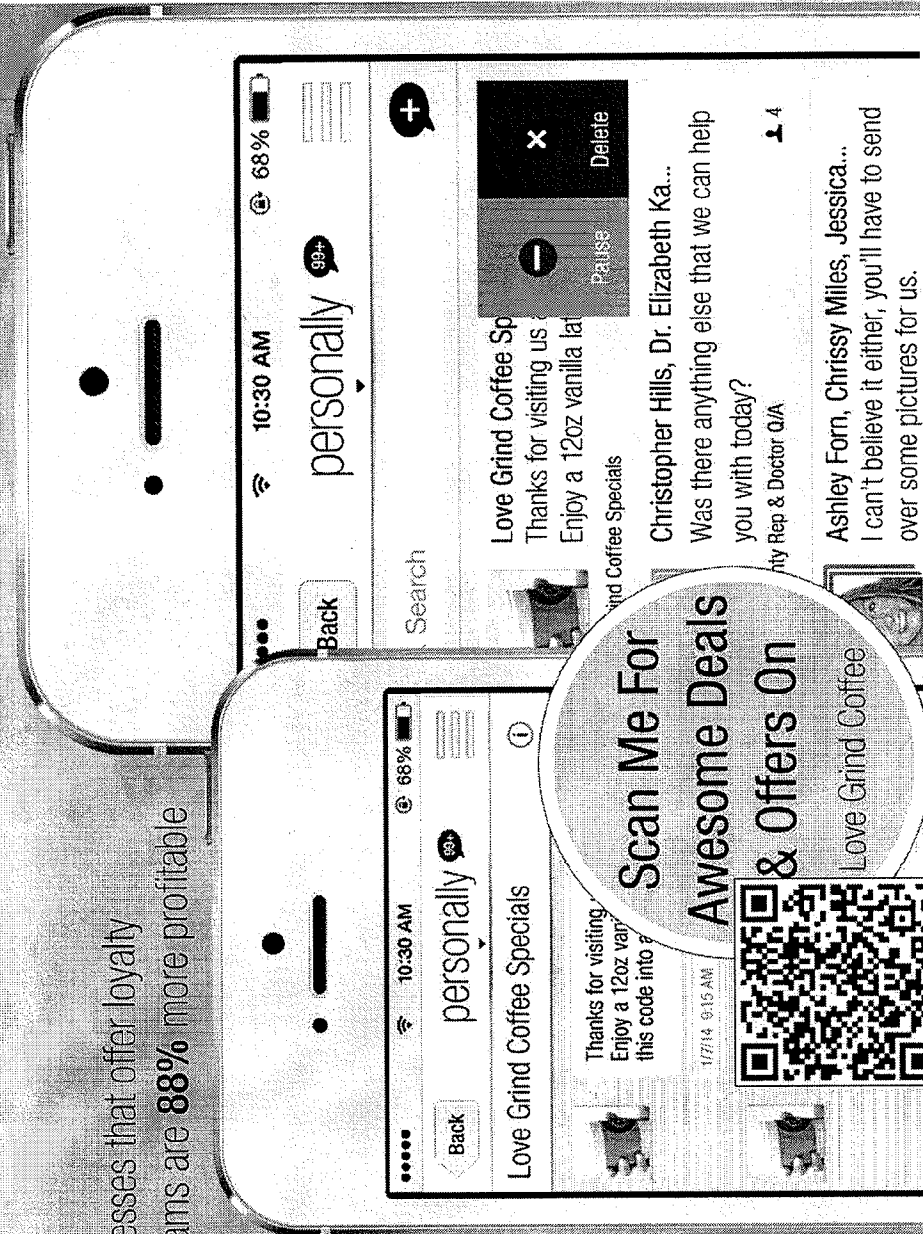 esses that offer loyalty
ams are 88% more profitable
10:30 AM
68%
Back
personally
99+
Search
Love Grind Coffee Sp
Thanks for visiting us
Enjoy a 12oz vanilla lat
Pause
Delete
ind Coffee Specials
Christopher Hills, Dr. Elizabeth Ka...
Was there anything else that we can help
you with today?
nty Rep & Doctor Q/A
4
Ashley Forn, Chrissy Miles, Jessica...
I can't believe it either, you'll have to send
over some pictures for us.
10:30 AM
68%
Back
personally
99+
Love Grind Coffee Specials
Thanks for visiting
Enjoy a 12oz van
this code into a
1/7/14 9:15 AM
Scan Me For
Awesome Deals
& Offers On
Love Grind Coffee